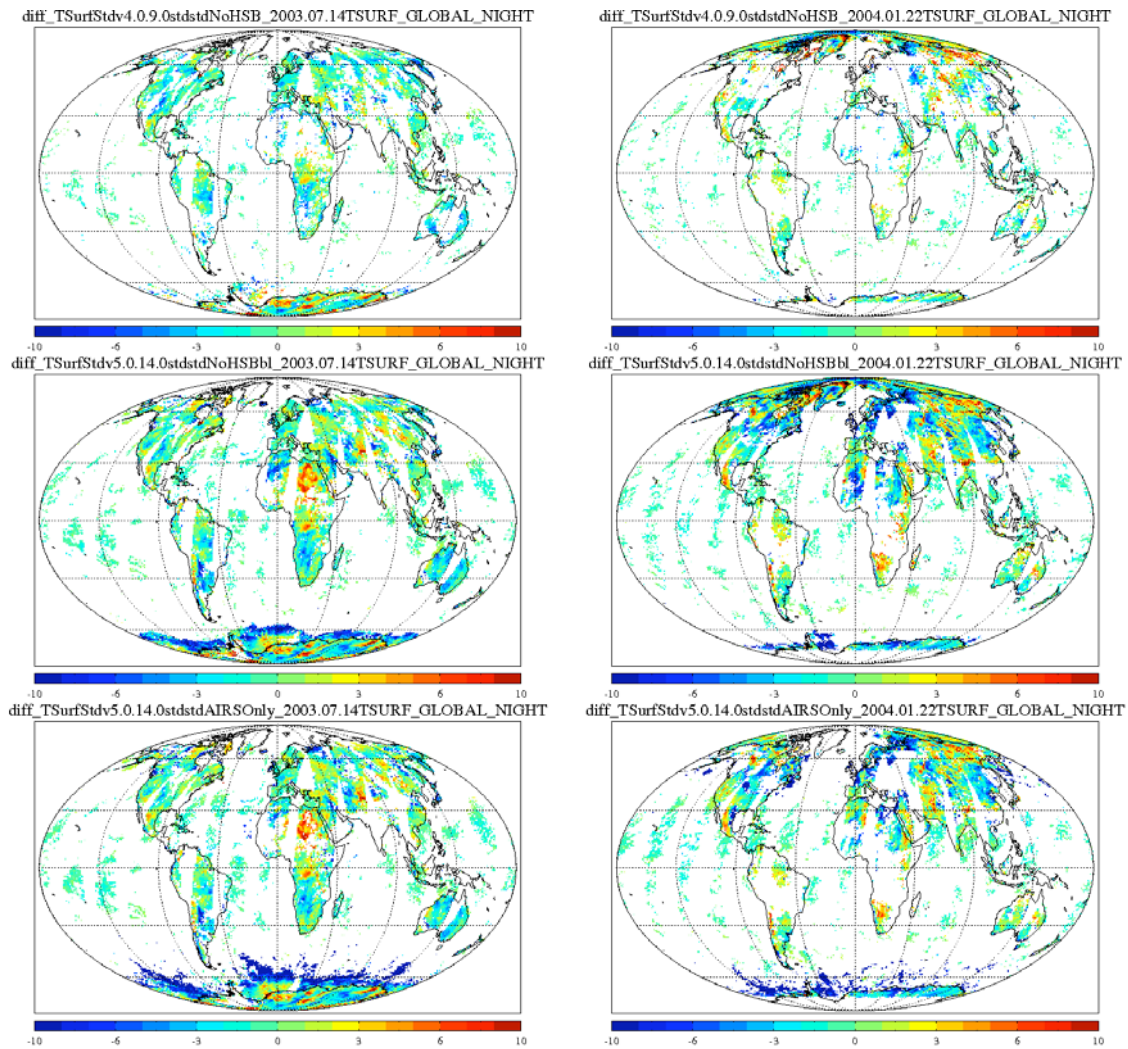 diff_TSurfStdv4.0.9.0stdstdNoHSB_2003.07.14TSURF_GLOBAL_NIGHT
-10 -6 -3 0 3 6 10
diff_TSurfStdv4.0.9.0stdstdNoHSB_2004.01.22TSURF_GLOBAL_NIGHT
-10 -6 -3 0 3 6 10
diff_TSurfStdv5.0.14.0stdstdNoHSBbl_2003.07.14TSURF_GLOBAL_NIGHT
-10 -6 -3 0 3 6 10
diff_TSurfStdv5.0.14.0stdstdNoHSBbl_2004.01.22TSURF_GLOBAL_NIGHT
-10 -6 -3 0 3 6 10
diff_TSurfStdv5.0.14.0stdstdAIRSOnly_2003.07.14TSURF_GLOBAL_NIGHT
-10 -6 -3 0 3 6 10
diff_TSurfStdv5.0.14.0stdstdAIRSOnly_2004.01.22TSURF_GLOBAL_NIGHT
-10 -6 -3 0 3 6 10